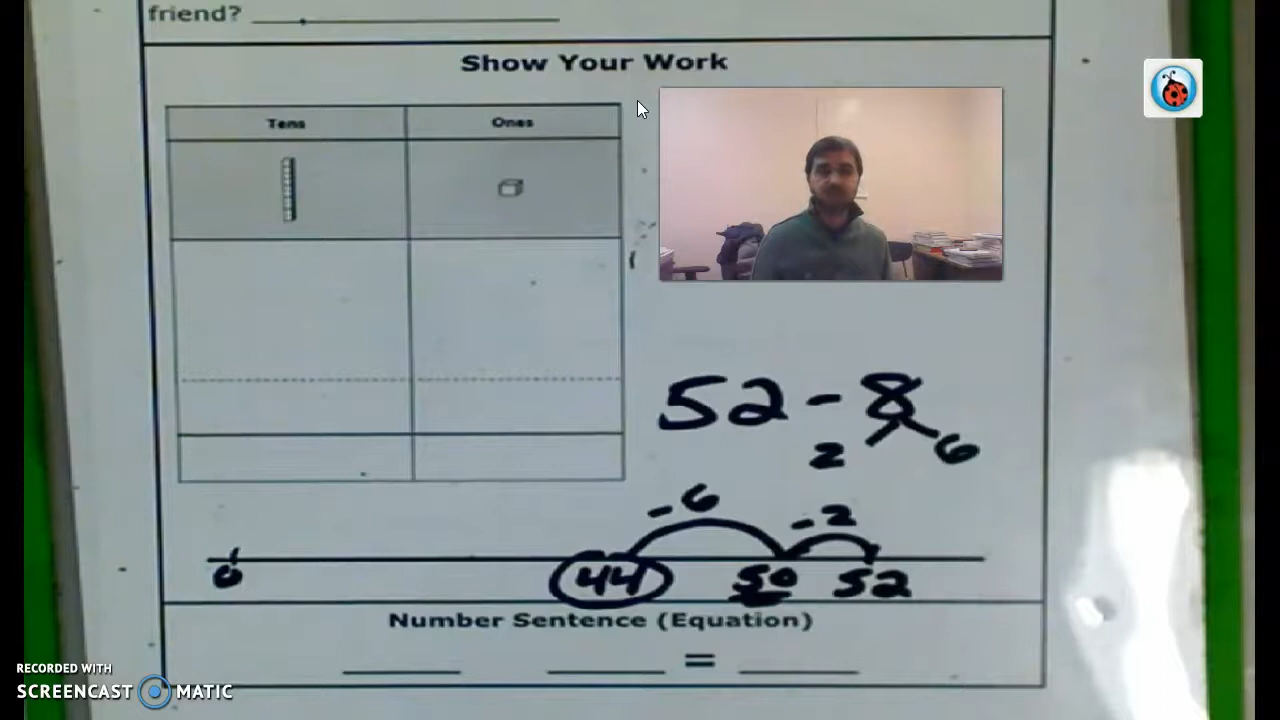 friend?
Show Your Work
Tens Ones
52 - 8
2 6
- 6 - 2
0 44 50 52
Number Sentence (Equation)
=
RECORDED WITH
SCREENCAST MATIC